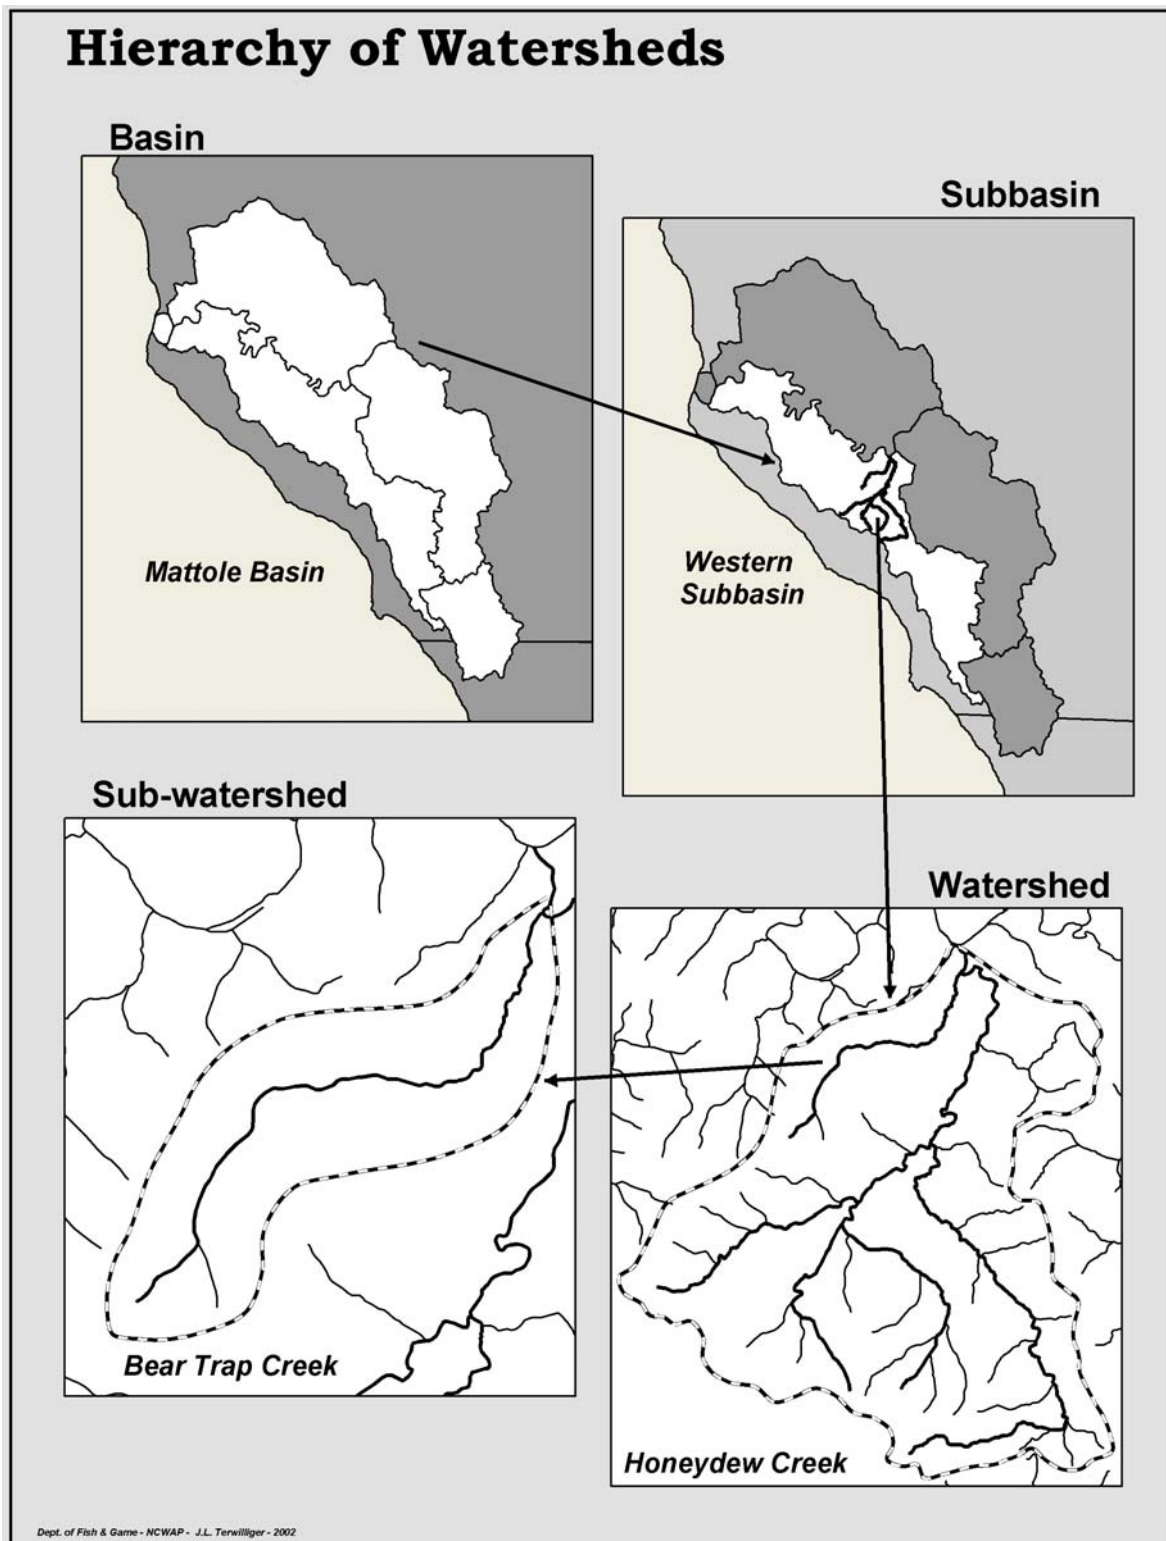 Hierarchy of Watersheds
Basin
Subbasin
Mattole Basin
Western
Subbasin
Sub-watershed
Watershed
Bear Trap Creek
Honeydew Creek
Dept. of Fish & Game - NCWAP - J.L. Terwilliger - 2002